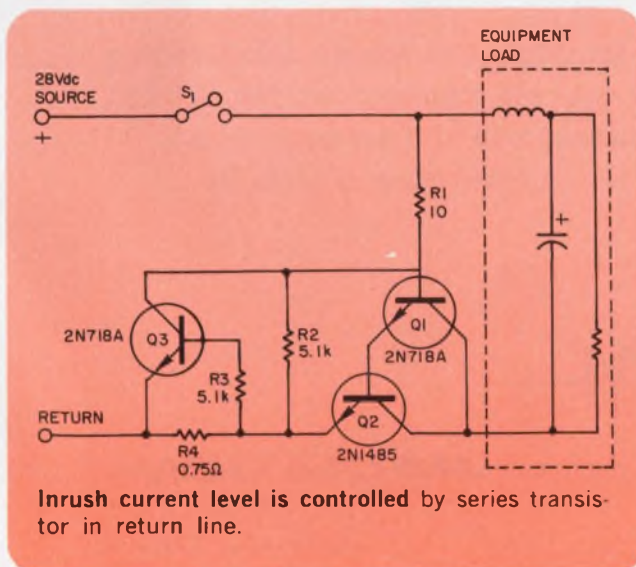 EQUIPMENT
LOAD
28Vdc
SOURCE
+
S1
R1
10
+
2N718A
Q3
R2
5.1k
Q1
2N718A
R3
5.1k
RETURN
R4
0.75Ω
Q2
2N1485
Inrush current level is controlled by series transis-
tor in return line.